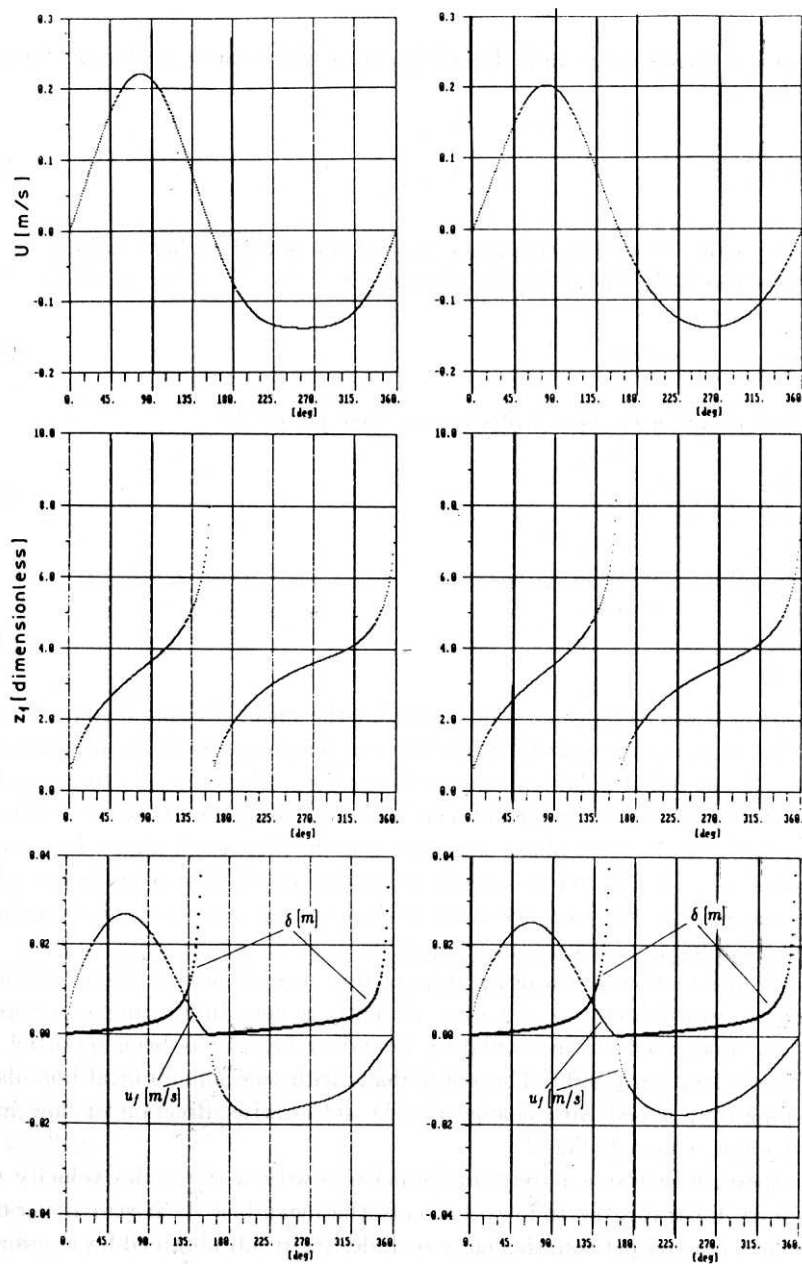 0.3
0.2
0.1
0.0
-0.1
-0.2
U [m/s]
0. 45. 90. 135. 180. 225. 270. 315. 360.
[deg]
0.3
0.2
0.1
0.0
-0.1
-0.2
0. 45. 90. 135. 180. 225. 270. 315. 360.
[deg]
10.0
8.0
6.0
4.0
2.0
0.0
z₁ [dimensionless]
0. 45. 90. 135. 180. 225. 270. 315. 360.
[deg]
10.0
8.0
6.0
4.0
2.0
0.0
0. 45. 90. 135. 180. 225. 270. 315. 360.
[deg]
0.04
0.02
0.00
-0.02
-0.04
δ [m]
u_f [m/s]
0. 45. 90. 135. 180. 225. 270. 315. 360.
[deg]
0.04
0.02
0.00
-0.02
-0.04
δ [m]
u_f [m/s]
0. 45. 90. 135. 180. 225. 270. 315. 360.
[deg]